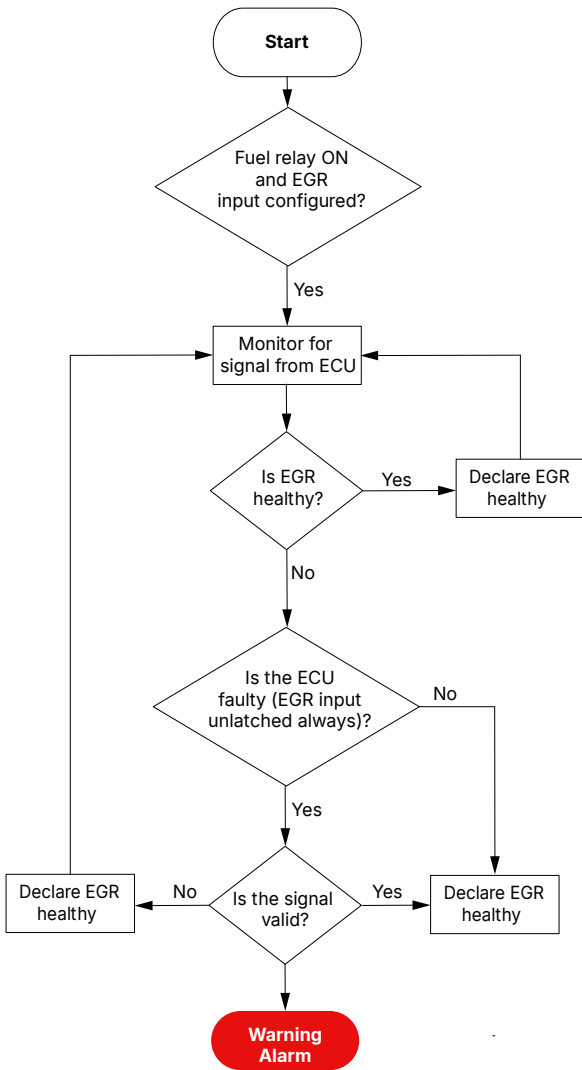 Start
Fuel relay ON
and EGR
input configured?
Yes
Monitor for
signal from ECU
Is EGR
healthy?
Yes
Declare EGR
healthy
No
Is the ECU
faulty (EGR input
unlatched always)?
No
Yes
Declare EGR
healthy
No
Is the signal
valid?
Yes
Declare EGR
healthy
Warning
Alarm